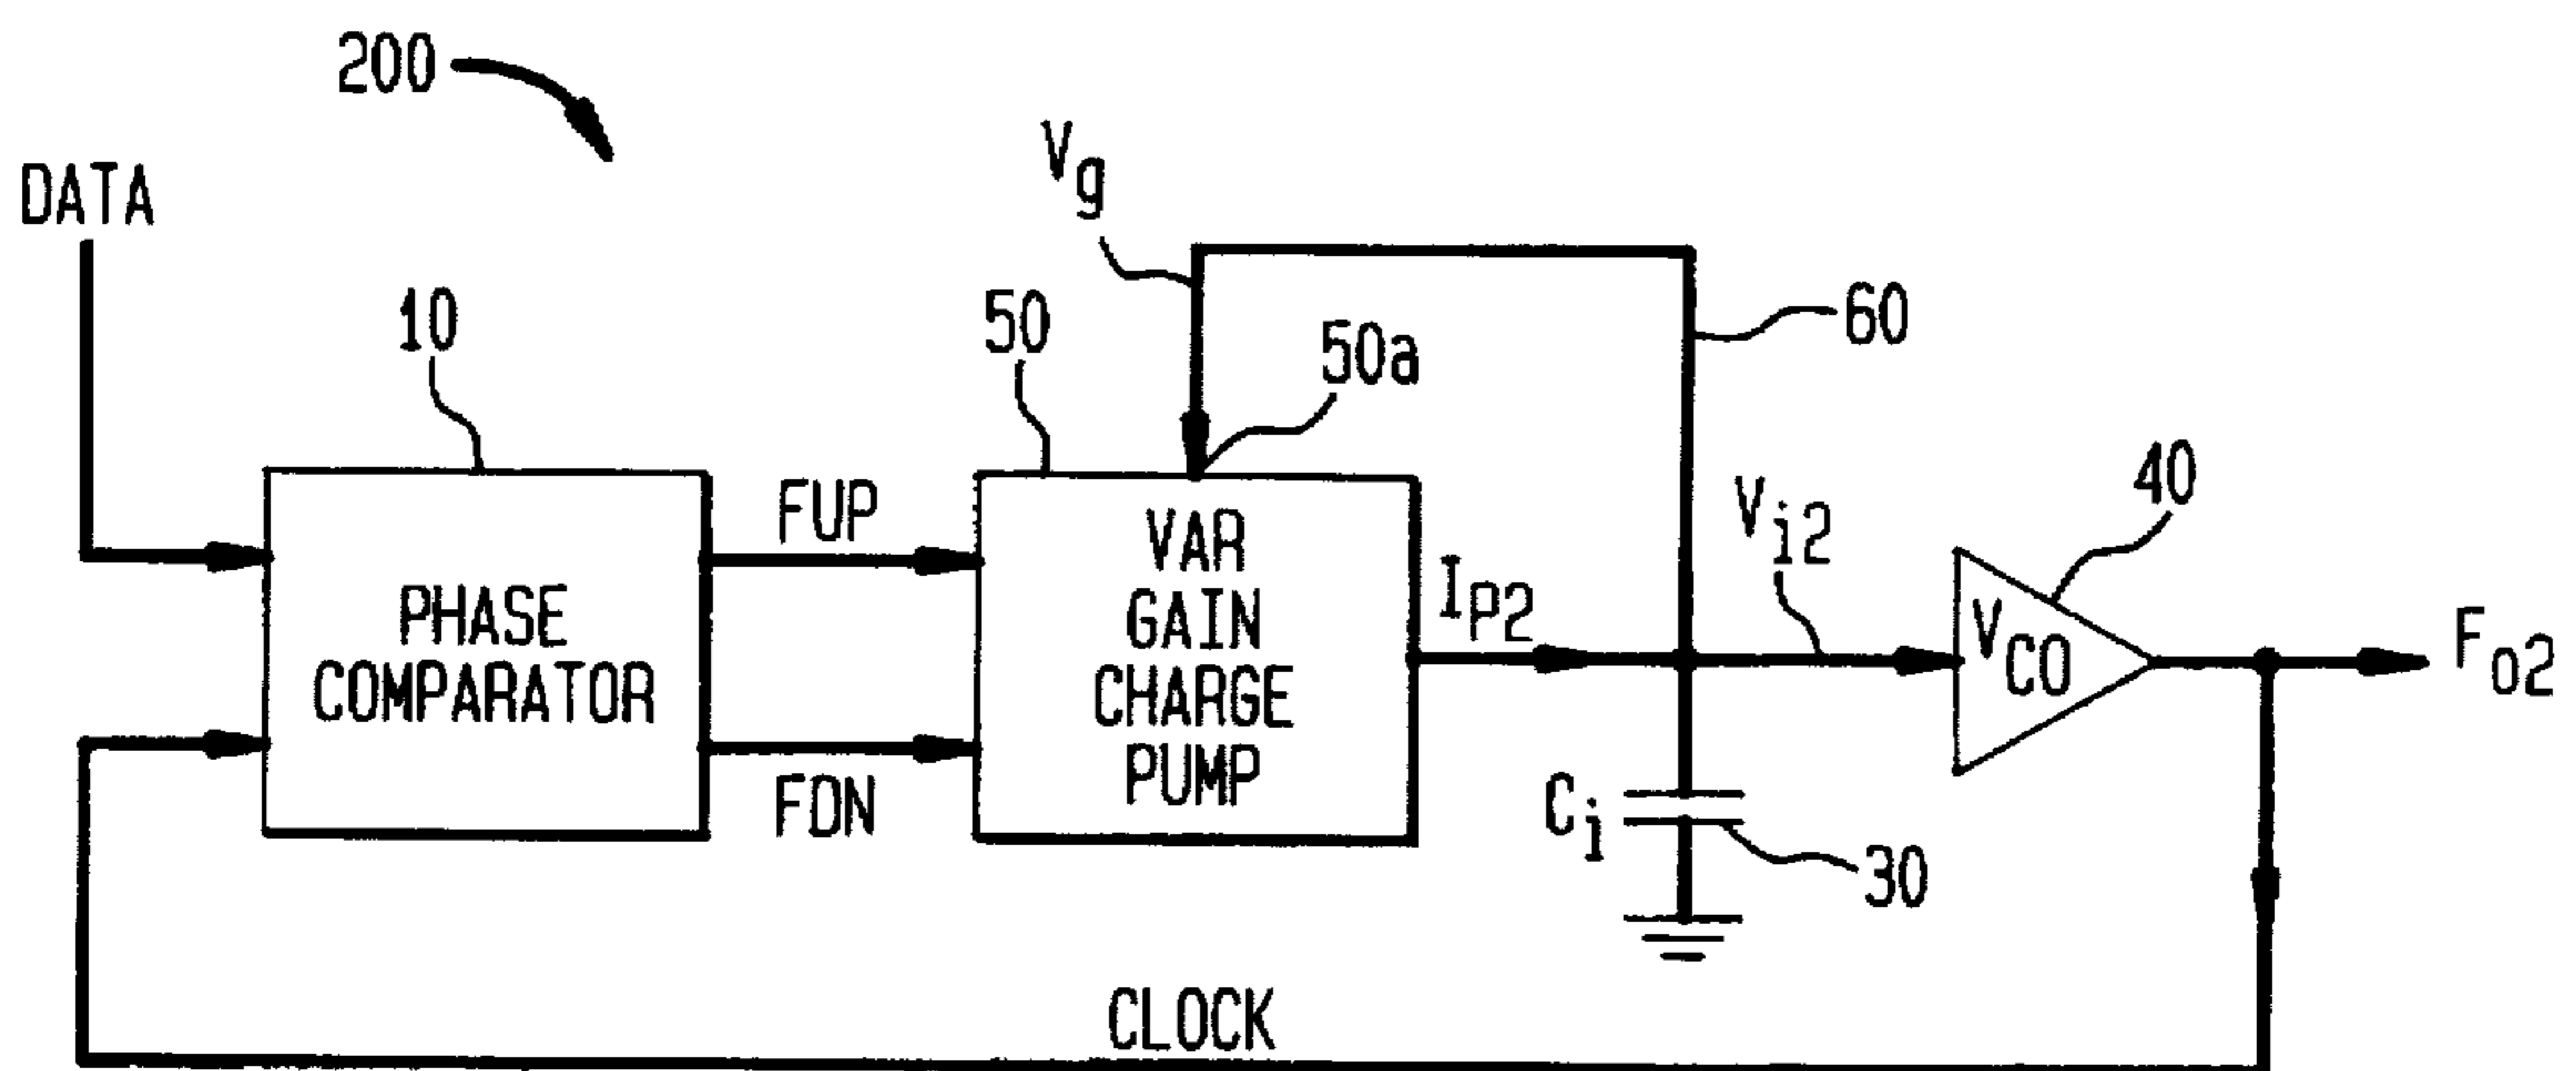 200
DATA
Vg
10
50
50a
60
PHASE
COMPARATOR
FUP
FDN
VAR
GAIN
CHARGE
PUMP
IP2
Vi2
40
VCO
Fo2
Ci
30
CLOCK